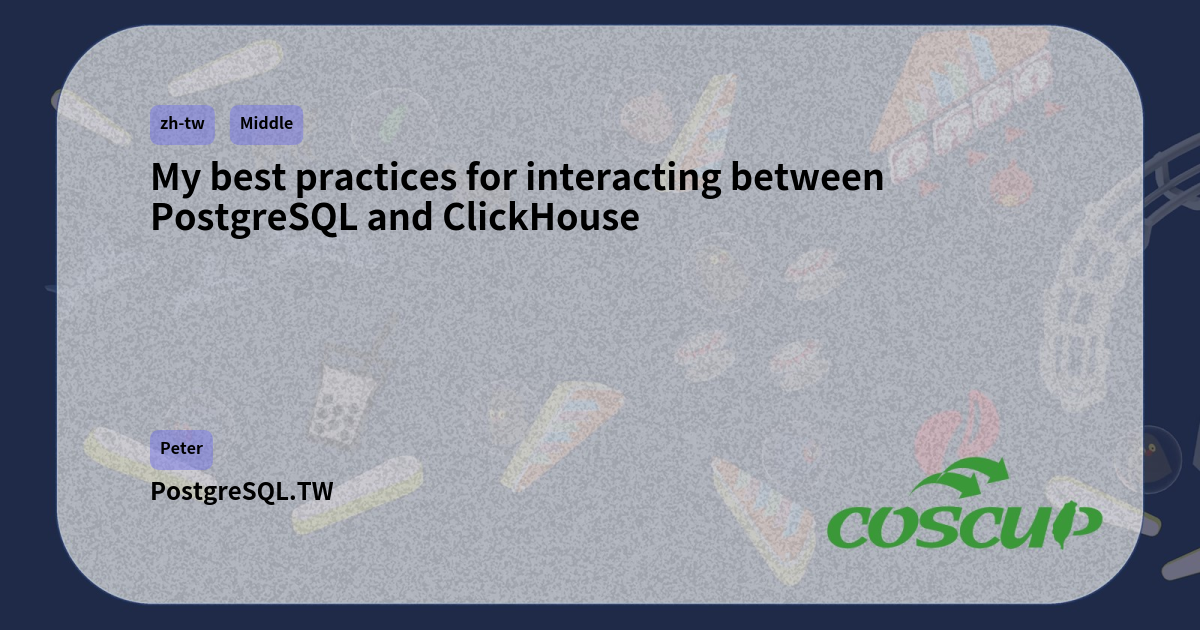 zh-tw Middle
My best practices for interacting between
PostgreSQL and ClickHouse
Peter
PostgreSQL.TW
COSCUP